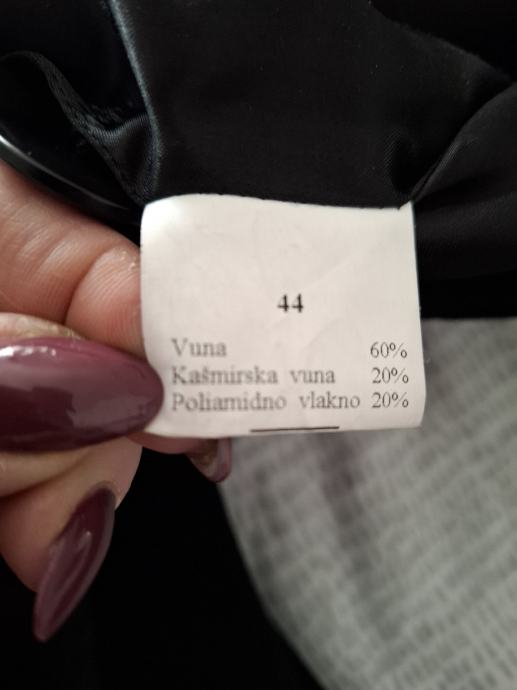 44
Vuna 60%
Kašmirska vuna 20%
Poliamidno vlakno 20%